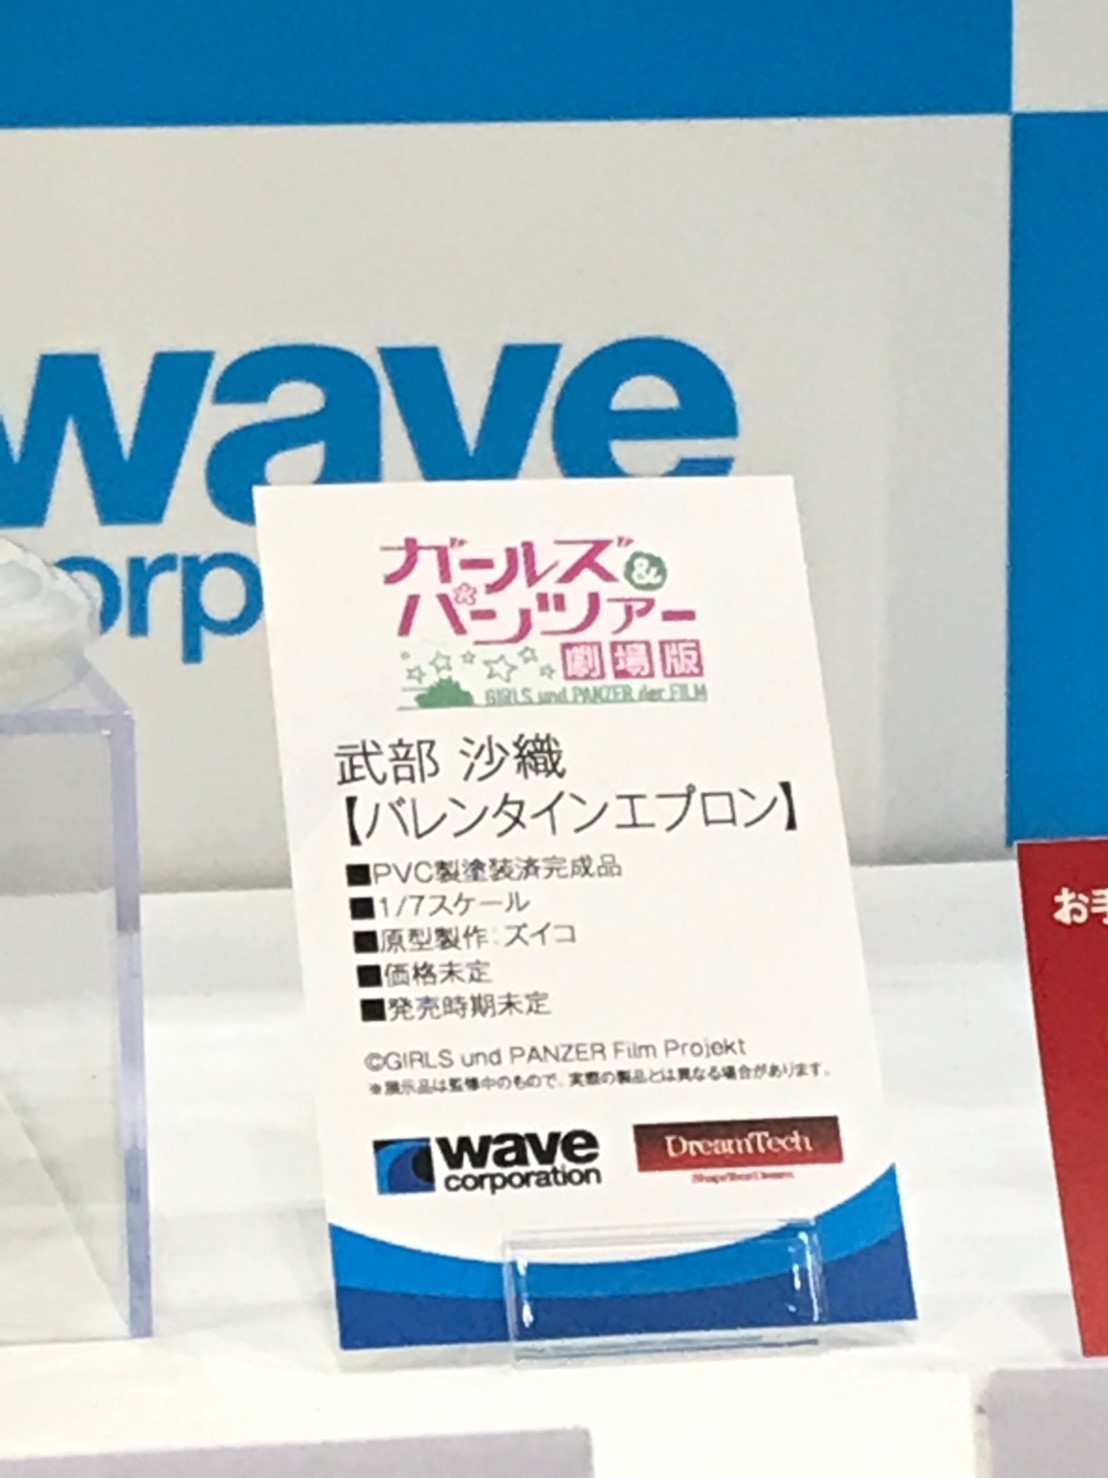 wave
orp
ガールズ&
パンツァー
劇場版
GIRLS und PANZER der FILM
武部 沙織
【バレンタインエプロン】
■PVC製塗装済完成品
■1/7スケール
■原型製作:ズイコ
■価格未定
■発売時期未定
©GIRLS und PANZER Film Projekt
※展示品は監修中のもので、実際の製品とは異なる場合があります。
wave
corporation
DreamTech
ShapeYourDream
お手